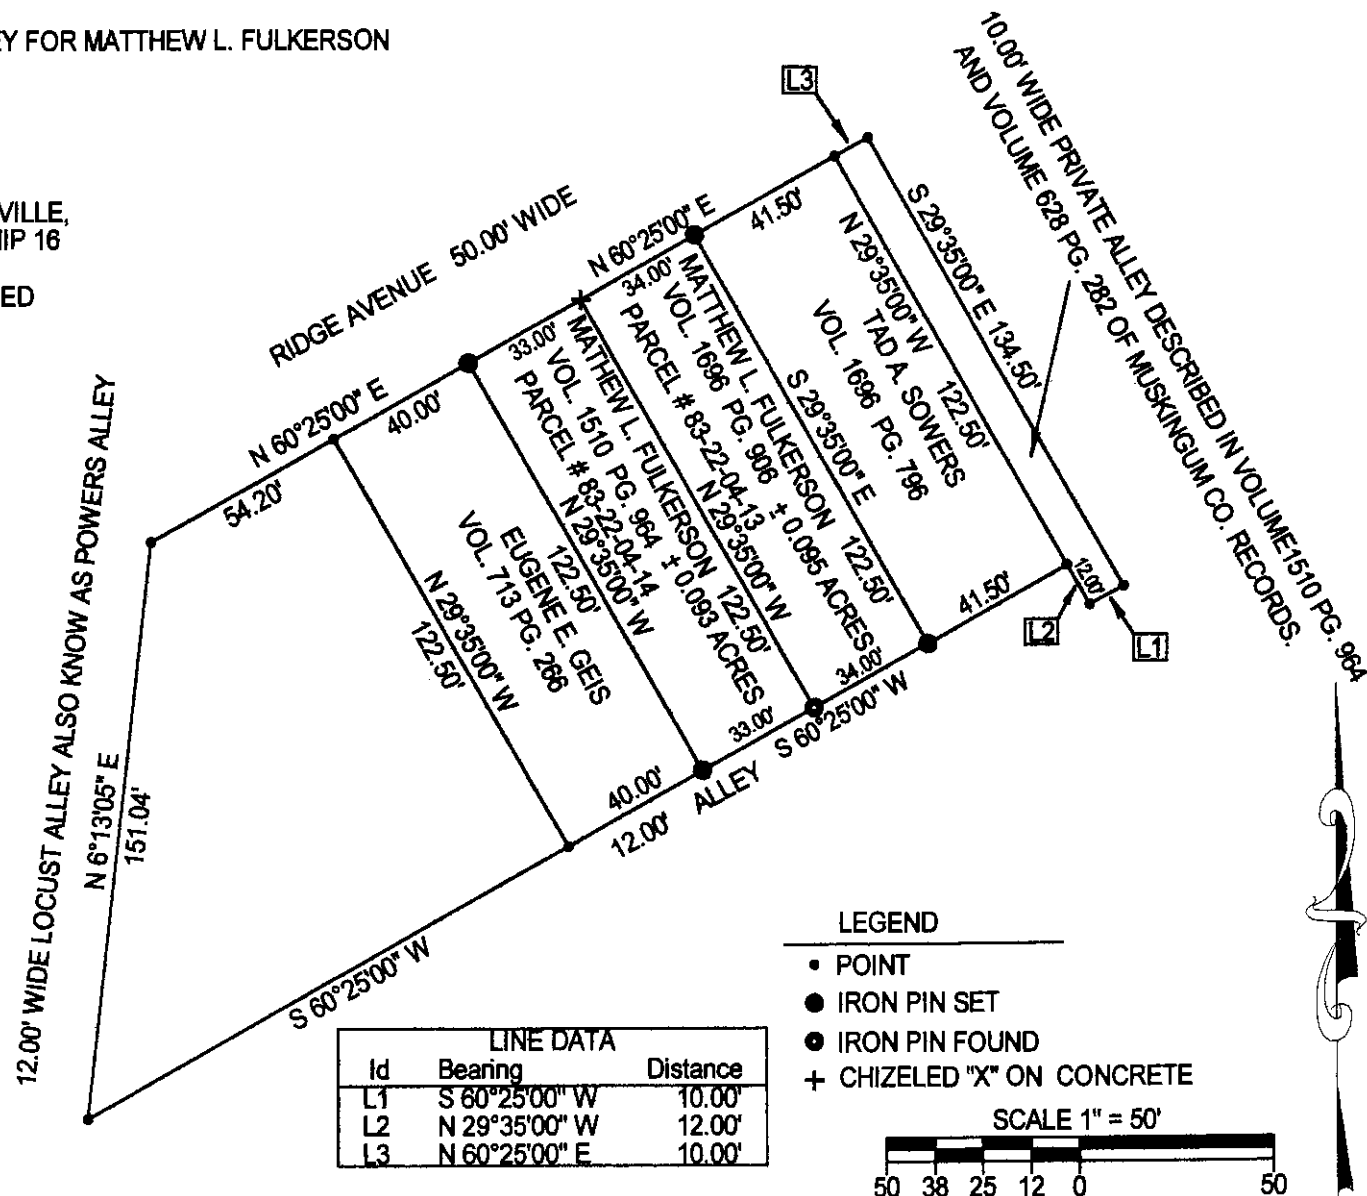 EY FOR MATTHEW L. FULKERSON
VILLE,
HIP 16
ED
L3
10.00' WIDE PRIVATE ALLEY DESCRIBED IN VOLUME1510 PG. 964
AND VOLUME 628 PG. 282 OF MUSKINGUM CO. RECORDS.
RIDGE AVENUE 50.00' WIDE
N 60°25'00" E
41.50'
34.00'
33.00'
N 60°25'00" E
40.00'
54.20'
S 29°35'00" E 134.50'
N 29°35'00" W 122.50'
TAD A. SOWERS
VOL. 1696 PG. 796
S 29°35'00" E 122.50'
MATTHEW L. FULKERSON
VOL. 1696 PG. 906 ± 0.095 ACRES
PARCEL # 83-22-04-13
N 29°35'00" W 122.50'
MATHEW L. FULKERSON
VOL. 1510 PG. 964 ± 0.093 ACRES
PARCEL # 83-22-04-14
N 29°35'00" W
122.50'
EUGENE E. GEIS
VOL. 713 PG. 266
N 29°35'00" W
122.50'
12.00' WIDE LOCUST ALLEY ALSO KNOW AS POWERS ALLEY
N 6°13'05" E
151.04'
12.00'
L2
L1
41.50'
34.00'
33.00'
S 60°25'00" W
40.00'
12.00' ALLEY
S 60°25'00" W
LEGEND
POINT
IRON PIN SET
IRON PIN FOUND
+ CHIZELED "X" ON CONCRETE
LINE DATA
Id Bearing Distance
L1 S 60°25'00" W 10.00'
L2 N 29°35'00" W 12.00'
L3 N 60°25'00" E 10.00'
SCALE 1" = 50'
50 38 25 12 0 50